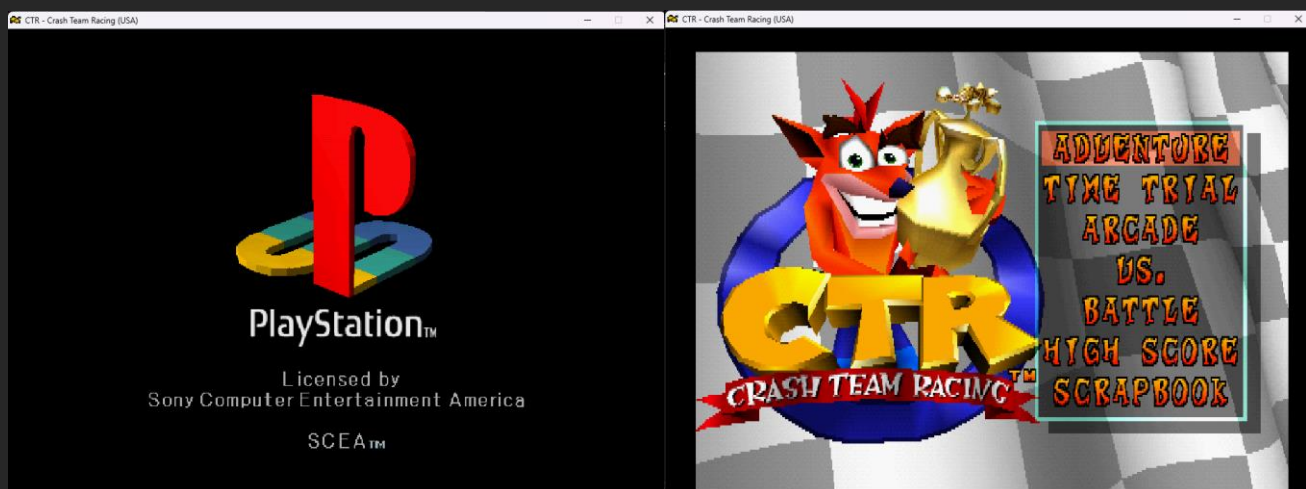 CTR - Crash Team Racing (USA)
PlayStation™
Licensed by
Sony Computer Entertainment America
SCEA™
CTR - Crash Team Racing (USA)
CTR
CRASH TEAM RACING™
ADVENTURE
TIME TRIAL
ARCADE
VS.
BATTLE
HIGH SCORE
SCRAPBOOK